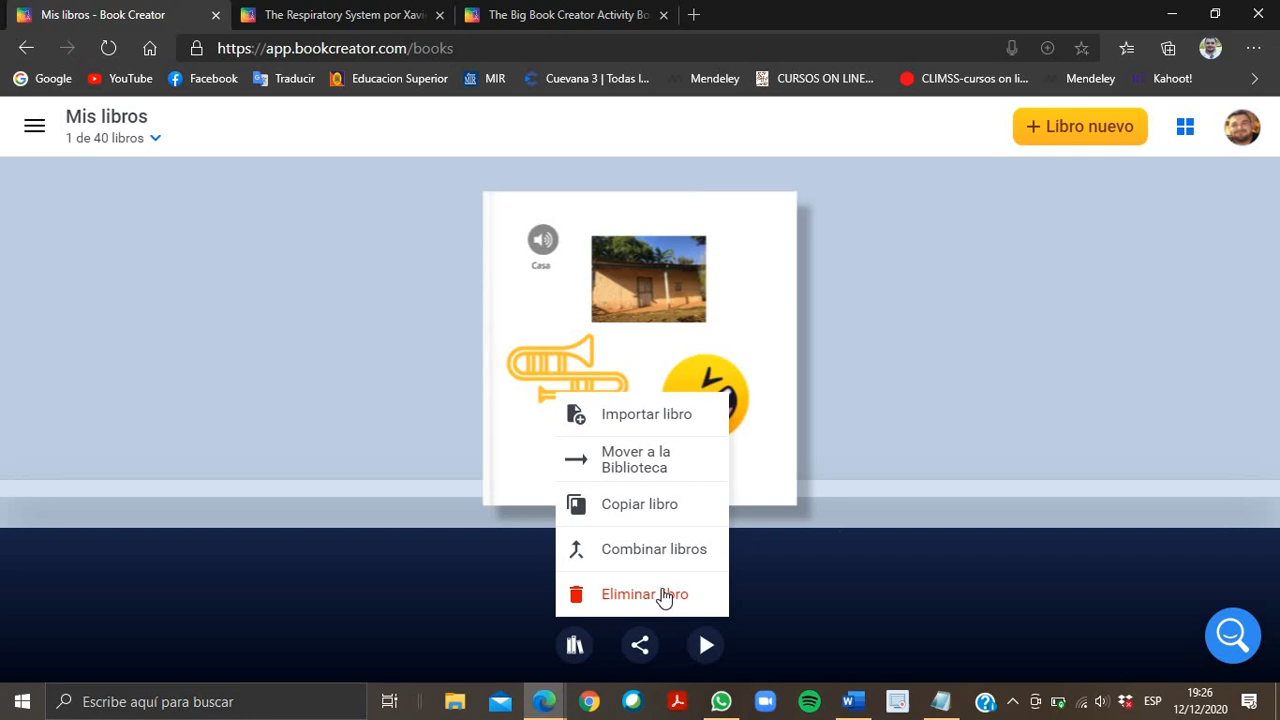 Mis libros - Book Creator
The Respiratory System por Xavie
The Big Book Creator Activity Bo
https://app.bookcreator.com/books
Google
YouTube
Facebook
Traducir
Educacion Superior
MIR
Cuevana 3 | Todas l...
Mendeley
CURSOS ON LINE...
CLIMSS-cursos on li...
Mendeley
Kahoot!
Mis libros
1 de 40 libros
+ Libro nuevo
Casa
Importar libro
Mover a la
Biblioteca
Copiar libro
Combinar libros
Eliminar libro
Escribe aquí para buscar
ESP
19:26
12/12/2020